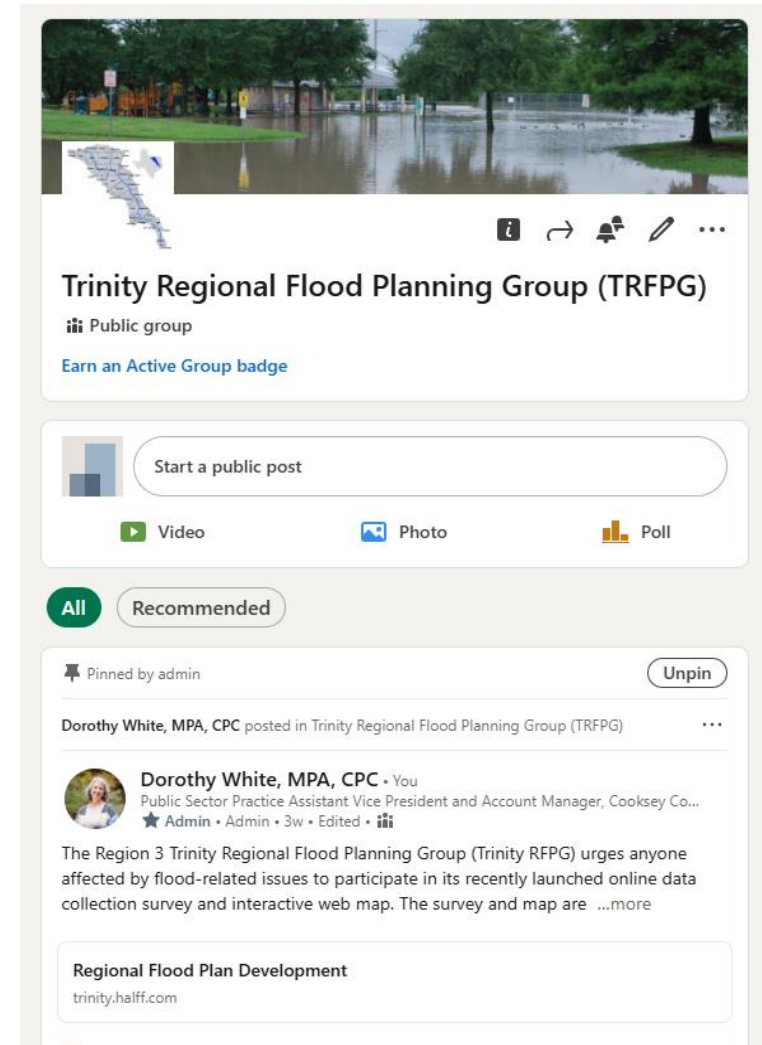 Trinity Regional Flood Planning Group (TRFPG)
Public group
Earn an Active Group badge
Start a public post
Video
Photo
Poll
All
Recommended
Pinned by admin
Unpin
Dorothy White, MPA, CPC posted in Trinity Regional Flood Planning Group (TRFPG)
Dorothy White, MPA, CPC • You
Public Sector Practice Assistant Vice President and Account Manager, Cooksey Co...
Admin • Admin • 3w • Edited •
The Region 3 Trinity Regional Flood Planning Group (Trinity RFPG) urges anyone
affected by flood-related issues to participate in its recently launched online data
collection survey and interactive web map. The survey and map are ...more
Regional Flood Plan Development
trinity.halff.com